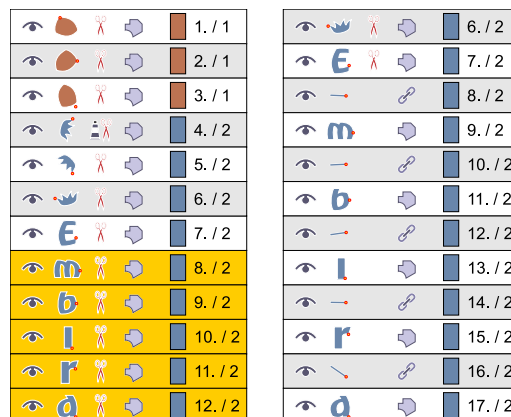 1. / 1
2. / 1
3. / 1
4. / 2
5. / 2
6. / 2
E 7. / 2
m 8. / 2
b 9. / 2
l 10. / 2
r 11. / 2
a 12. / 2
6. / 2
E 7. / 2
8. / 2
m 9. / 2
10. / 2
b 11. / 2
12. / 2
l 13. / 2
14. / 2
r 15. / 2
16. / 2
a 17. / 2